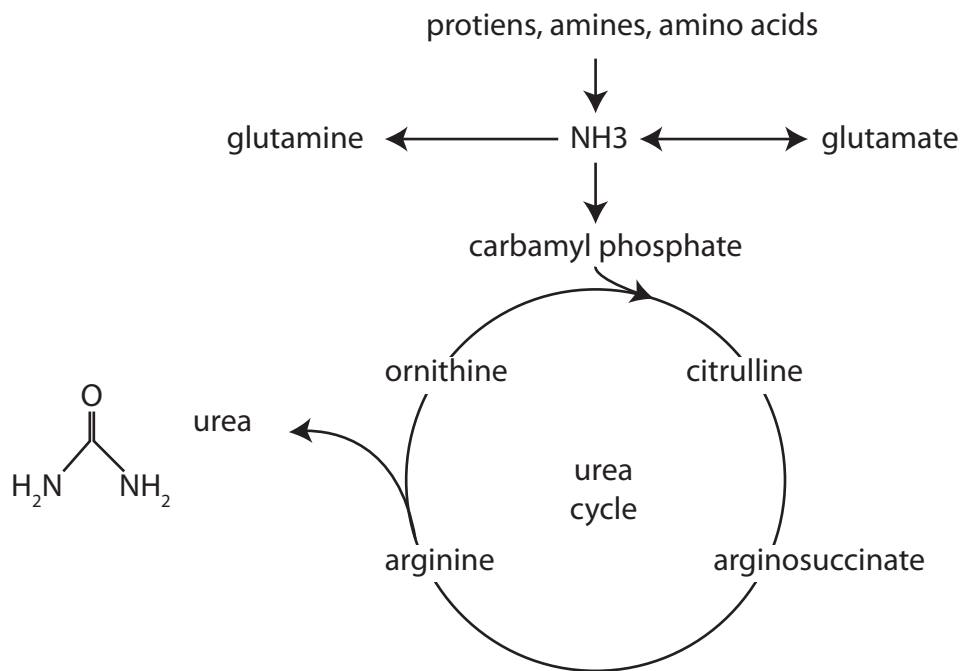 protiens, amines, amino acids
glutamine
NH3
glutamate
carbamyl phosphate
ornithine
citrulline
O
urea
H₂N
NH₂
urea
cycle
arginine
arginosuccinate